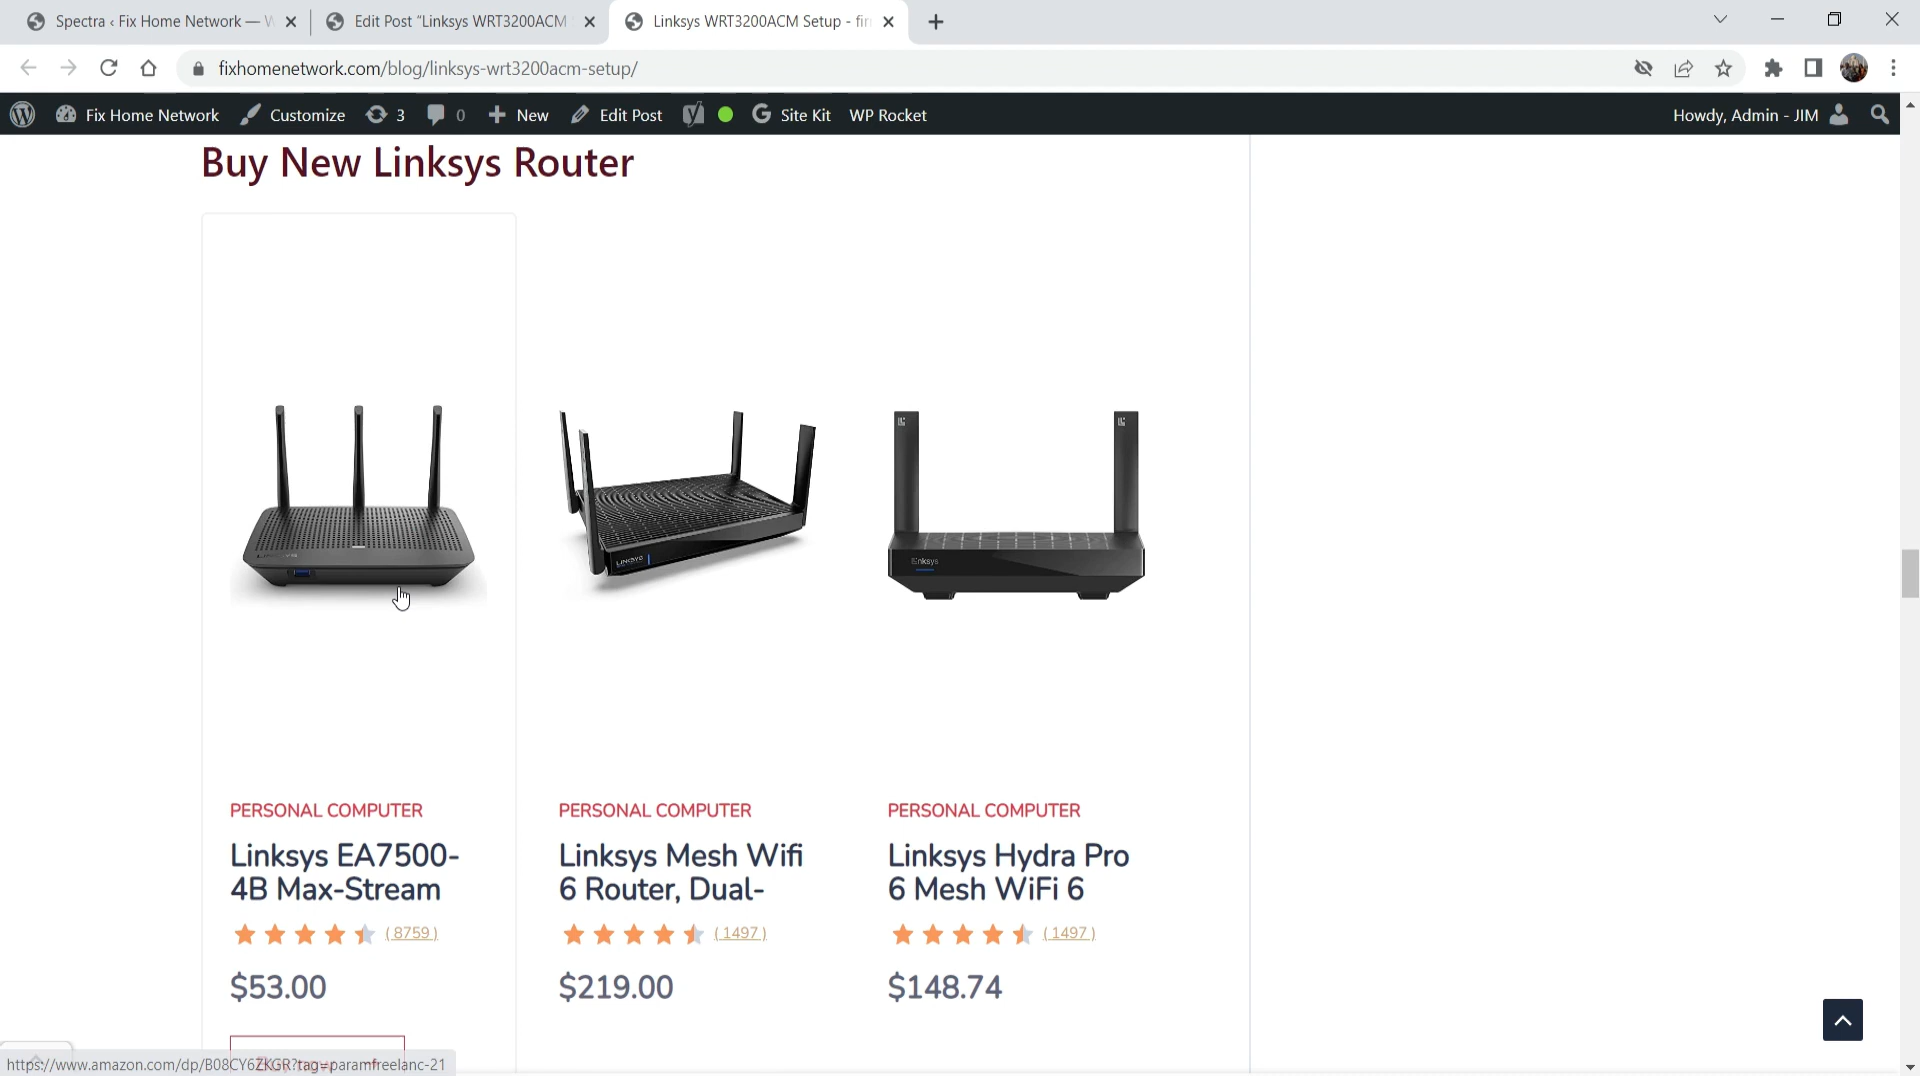 Spectra ‹ Fix Home Network — W
Edit Post "Linksys WRT3200ACM
Linksys WRT3200ACM Setup - fir
fixhomenetwork.com/blog/linksys-wrt3200acm-setup/
Fix Home Network
Customize
3
0
New
Edit Post
Site Kit
WP Rocket
Howdy, Admin - JIM
Buy New Linksys Router
LINKSYS
LINKSYS
linksys
PERSONAL COMPUTER
Linksys EA7500-
4B Max-Stream
( 8759 )
$53.00
PERSONAL COMPUTER
Linksys Mesh Wifi
6 Router, Dual-
( 1497 )
$219.00
PERSONAL COMPUTER
Linksys Hydra Pro
6 Mesh WiFi 6
( 1497 )
$148.74
https://www.amazon.com/dp/B08CY6ZKGR?tag=paramfreelanc-21